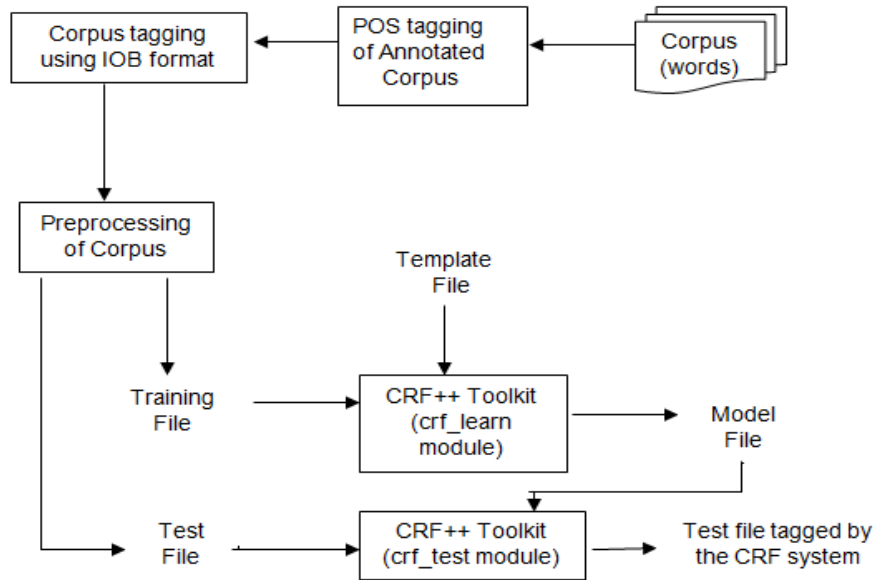 Corpus tagging
using IOB format
POS tagging
of Annotated
Corpus
Corpus
(words)
Preprocessing
of Corpus
Template
File
Training
File
CRF++ Toolkit
(crf_learn
module)
Model
File
Test
File
CRF++ Toolkit
(crf_test module)
Test file tagged by
the CRF system